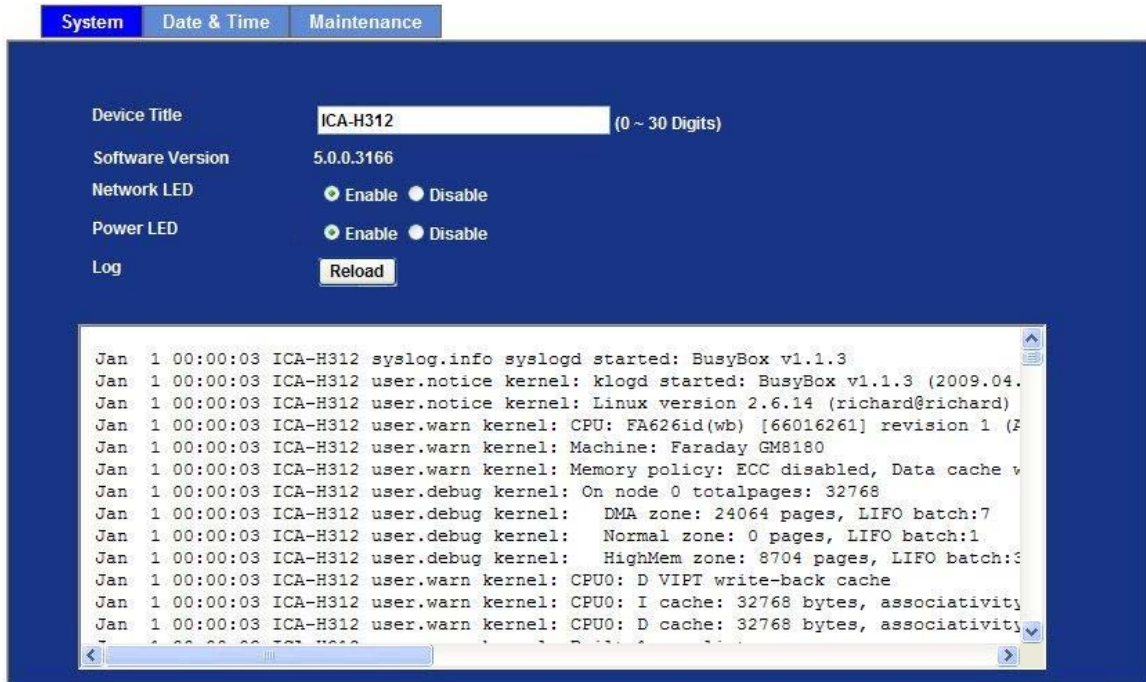 System Date & Time Maintenance
Device Title ICA-H312 (0 ~ 30 Digits)
Software Version 5.0.0.3166
Network LED Enable Disable
Power LED Enable Disable
Log Reload
Jan 1 00:00:03 ICA-H312 syslog.info syslogd started: BusyBox v1.1.3
Jan 1 00:00:03 ICA-H312 user.notice kernel: klogd started: BusyBox v1.1.3 (2009.04.
Jan 1 00:00:03 ICA-H312 user.notice kernel: Linux version 2.6.14 (richard@richard)
Jan 1 00:00:03 ICA-H312 user.warn kernel: CPU: FA626id(wb) [66016261] revision 1 (A
Jan 1 00:00:03 ICA-H312 user.warn kernel: Machine: Faraday GM8180
Jan 1 00:00:03 ICA-H312 user.warn kernel: Memory policy: ECC disabled, Data cache w
Jan 1 00:00:03 ICA-H312 user.debug kernel: On node 0 totalpages: 32768
Jan 1 00:00:03 ICA-H312 user.debug kernel: DMA zone: 24064 pages, LIFO batch:7
Jan 1 00:00:03 ICA-H312 user.debug kernel: Normal zone: 0 pages, LIFO batch:1
Jan 1 00:00:03 ICA-H312 user.debug kernel: HighMem zone: 8704 pages, LIFO batch:3
Jan 1 00:00:03 ICA-H312 user.warn kernel: CPU0: D VIPT write-back cache
Jan 1 00:00:03 ICA-H312 user.warn kernel: CPU0: I cache: 32768 bytes, associativity
Jan 1 00:00:03 ICA-H312 user.warn kernel: CPU0: D cache: 32768 bytes, associativity